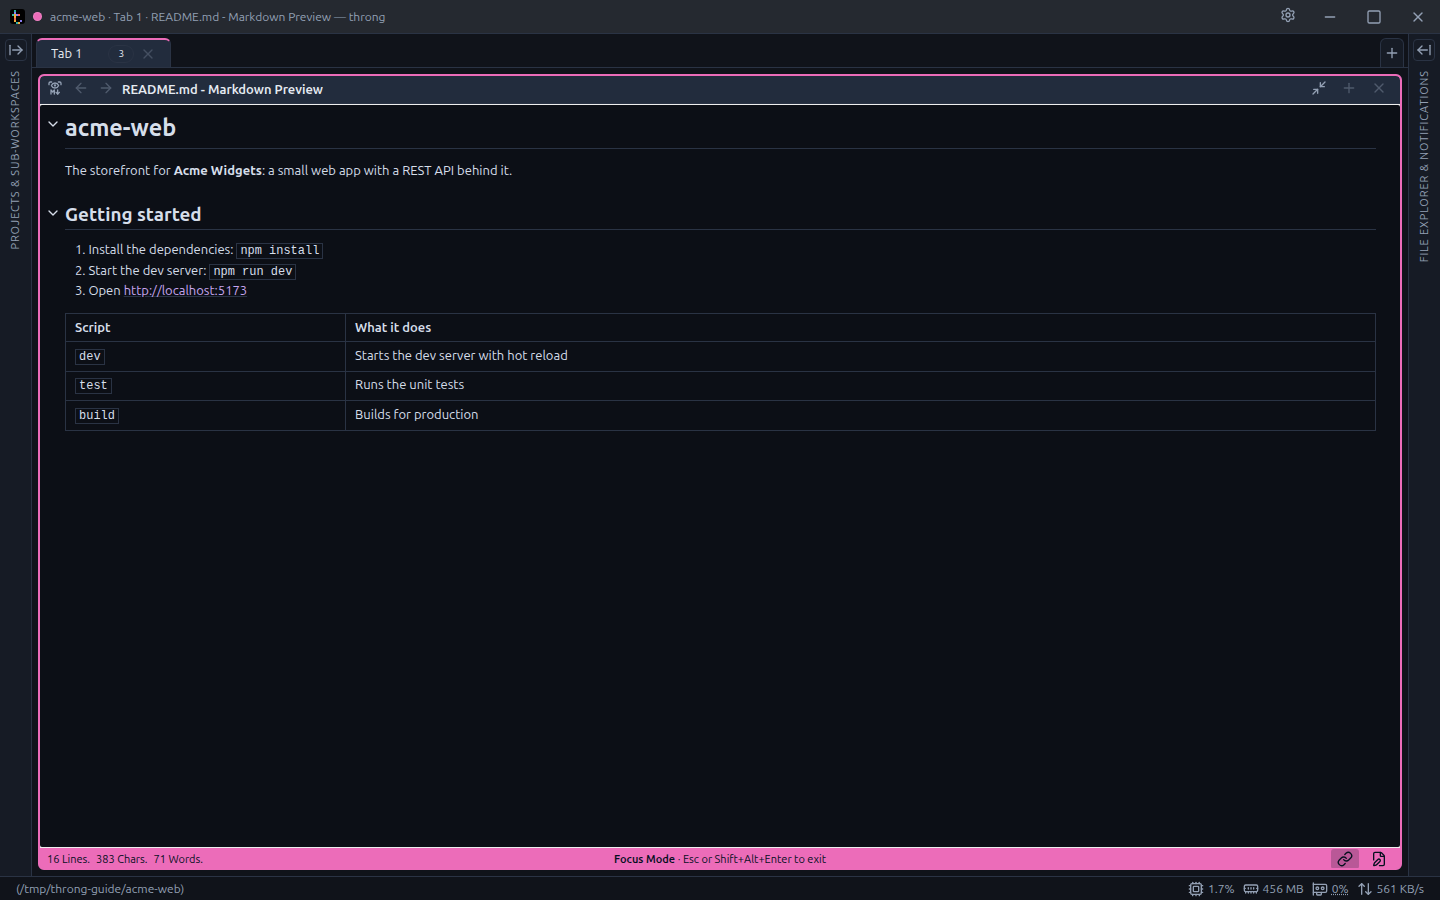 acme-web · Tab 1 · README.md - Markdown Preview — throng
Tab 1 3
PROJECTS & SUB-WORKSPACES
README.md - Markdown Preview
acme-web
The storefront for Acme Widgets: a small web app with a REST API behind it.
Getting started
1. Install the dependencies: npm install
2. Start the dev server: npm run dev
3. Open http://localhost:5173
Script What it does
dev Starts the dev server with hot reload
test Runs the unit tests
build Builds for production
FILE EXPLORER & NOTIFICATIONS
16 Lines. 383 Chars. 71 Words. Focus Mode · Esc or Shift+Alt+Enter to exit
(/tmp/throng-guide/acme-web) 1.7% 456 MB 0% 561 KB/s